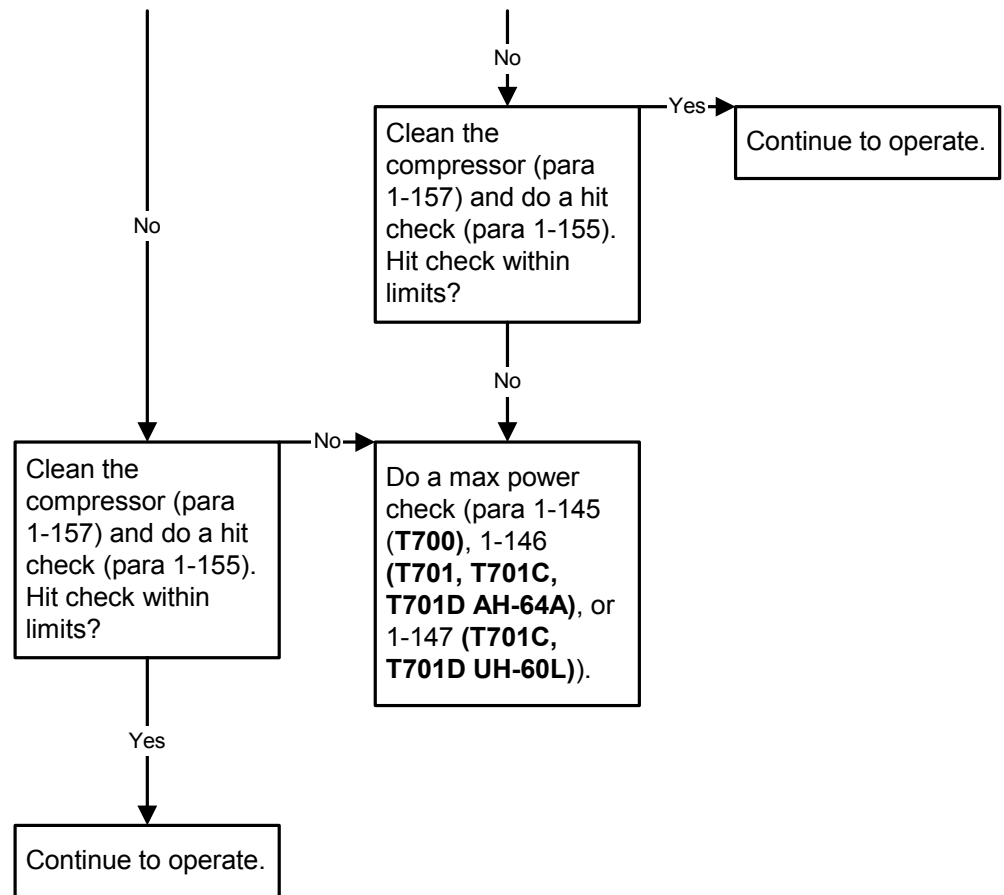 No
Clean the
compressor (para
1-157) and do a hit
check (para 1-155).
Hit check within
limits?
Yes
Continue to operate.
No
No
Do a max power
check (para 1-145
(T700), 1-146
(T701, T701C,
T701D AH-64A), or
1-147 (T701C,
T701D UH-60L)).
No
Clean the
compressor (para
1-157) and do a hit
check (para 1-155).
Hit check within
limits?
Yes
Continue to operate.